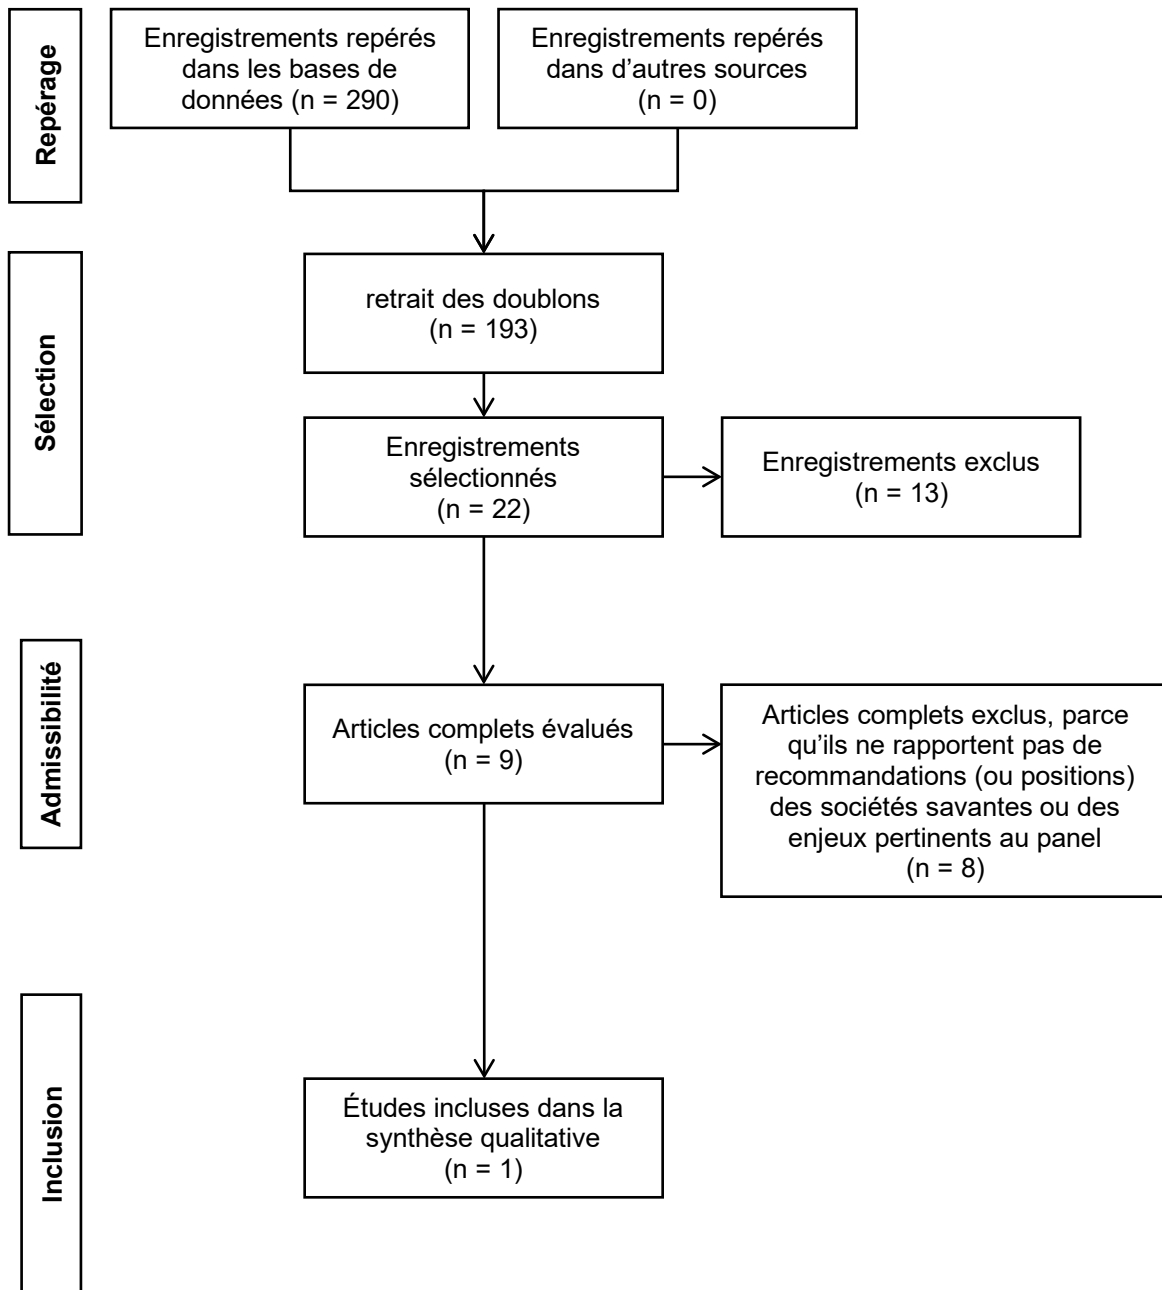 Repérage
Enregistrements repérés
dans les bases de
données (n = 290)
Enregistrements repérés
dans d’autres sources
(n = 0)
Sélection
retrait des doublons
(n = 193)
Enregistrements
sélectionnés
(n = 22)
Enregistrements exclus
(n = 13)
Admissibilité
Articles complets évalués
(n = 9)
Articles complets exclus, parce
qu’ils ne rapportent pas de
recommandations (ou positions)
des sociétés savantes ou des
enjeux pertinents au panel
(n = 8)
Inclusion
Études incluses dans la
synthèse qualitative
(n = 1)